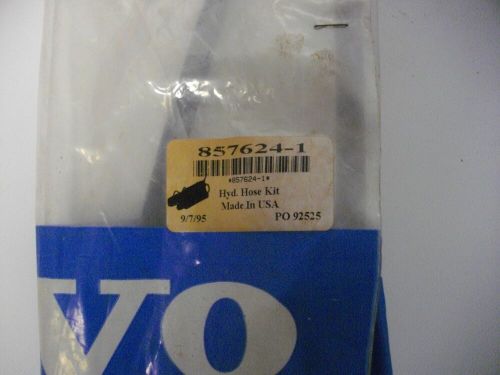 857624-1
*857624-1*
Hyd. Hose Kit
Made In USA
9/7/95 PO 92525
VO